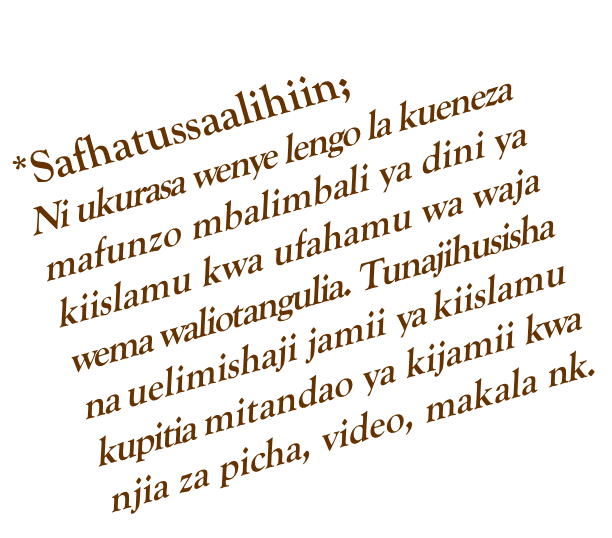 *Safhatussaalihiin;
Ni ukurasa wenye lengo la kueneza
mafunzo mbalimbali ya dini ya
kiislamu kwa ufahamu wa waja
wema waliotangulia. Tunajihusisha
na uelimishaji jamii ya kiislamu
kupitia mitandao ya kijamii kwa
njia za picha, video, makala nk.